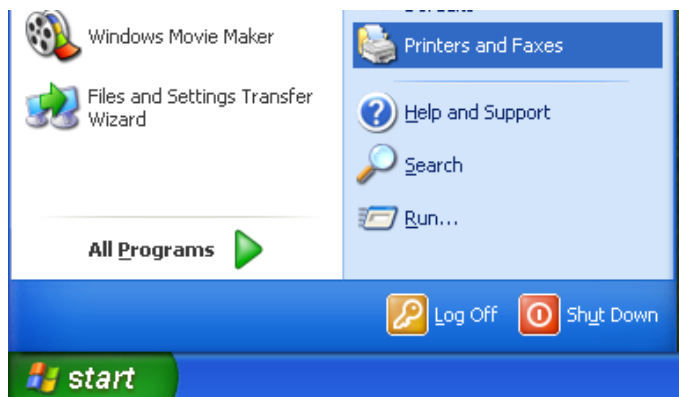 Windows Movie Maker
Files and Settings Transfer
Wizard
All Programs
Printers and Faxes
Help and Support
Search
Run...
Log Off
Shut Down
start